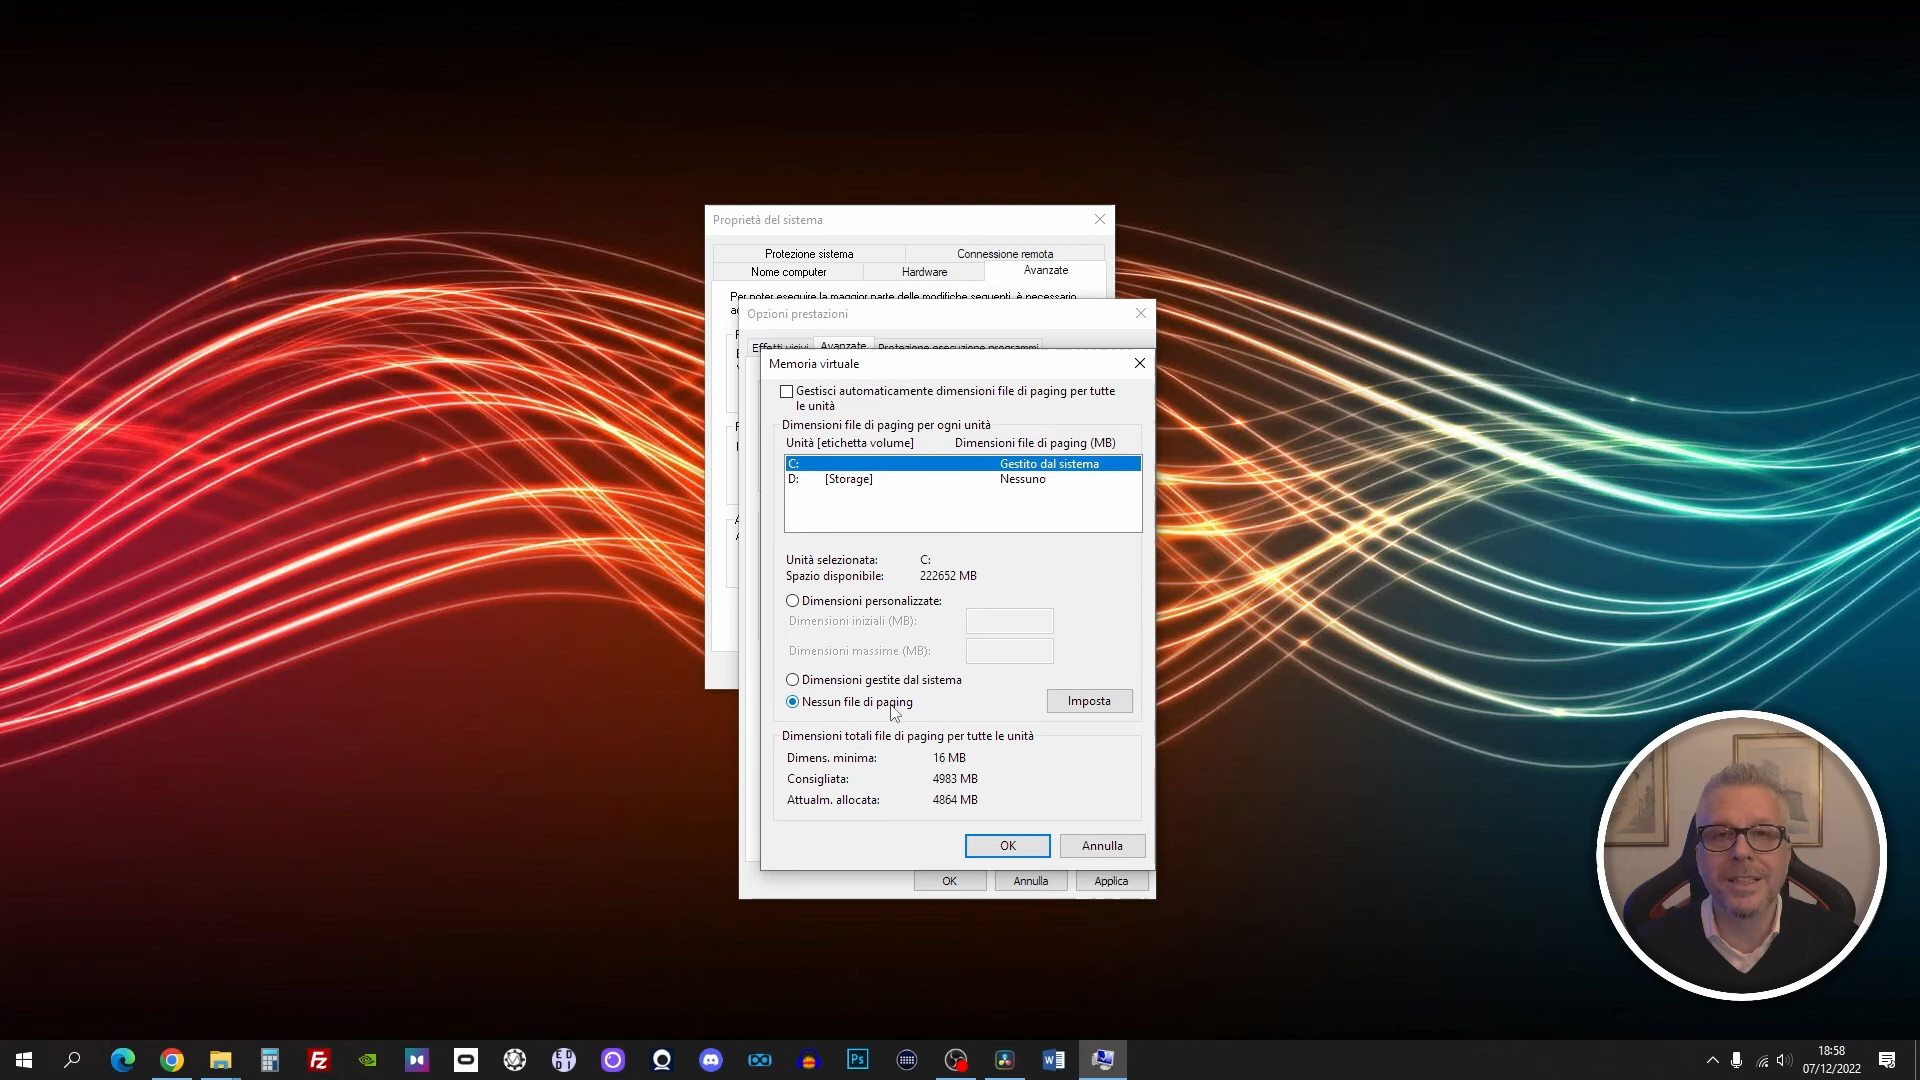 Proprietà del sistema
Protezione sistema
Connessione remota
Nome computer
Hardware
Avanzate
Per poter eseguire la maggior parte delle modifiche seguenti, è necessario
Opzioni prestazioni
Effetti visivi
Avanzate
Protezione esecuzione programmi
Memoria virtuale
Gestisci automaticamente dimensioni file di paging per tutte
le unità
Dimensioni file di paging per ogni unità
Unità [etichetta volume]
Dimensioni file di paging (MB)
C:
Gestito dal sistema
D:
[Storage]
Nessuno
Unità selezionata:
C:
Spazio disponibile:
222652 MB
Dimensioni personalizzate:
Dimensioni iniziali (MB):
Dimensioni massime (MB):
Dimensioni gestite dal sistema
Nessun file di paging
Imposta
Dimensioni totali file di paging per tutte le unità
Dimens. minima:
16 MB
Consigliata:
4983 MB
Attualm. allocata:
4864 MB
OK
Annulla
OK
Annulla
Applica
Fz
Ps
18:58
07/12/2022